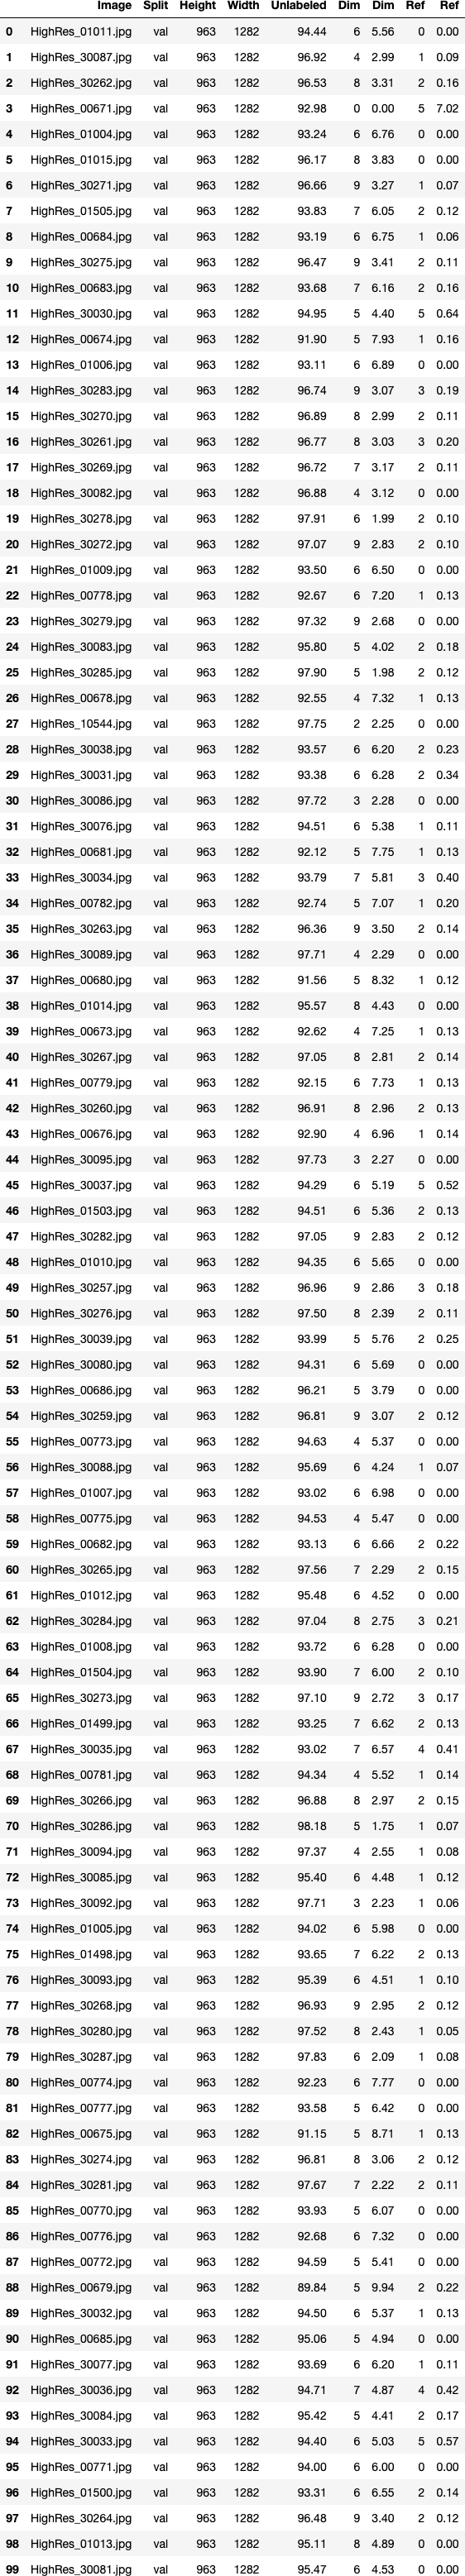 Image Split Height Width Unlabeled Dim Dim Ref Ref
0 HighRes_01011.jpg val 963 1282 94.44 6 5.56 0 0.00
1 HighRes_30087.jpg val 963 1282 96.92 4 2.99 1 0.09
2 HighRes_30262.jpg val 963 1282 96.53 8 3.31 2 0.16
3 HighRes_00671.jpg val 963 1282 92.98 0 0.00 5 7.02
4 HighRes_01004.jpg val 963 1282 93.24 6 6.76 0 0.00
5 HighRes_01015.jpg val 963 1282 96.17 8 3.83 0 0.00
6 HighRes_30271.jpg val 963 1282 96.66 9 3.27 1 0.07
7 HighRes_01505.jpg val 963 1282 93.83 7 6.05 2 0.12
8 HighRes_00684.jpg val 963 1282 93.19 6 6.75 1 0.06
9 HighRes_30275.jpg val 963 1282 96.47 9 3.41 2 0.11
10 HighRes_00683.jpg val 963 1282 93.68 7 6.16 2 0.16
11 HighRes_30030.jpg val 963 1282 94.95 5 4.40 5 0.64
12 HighRes_00674.jpg val 963 1282 91.90 5 7.93 1 0.16
13 HighRes_01006.jpg val 963 1282 93.11 6 6.89 0 0.00
14 HighRes_30283.jpg val 963 1282 96.74 9 3.07 3 0.19
15 HighRes_30270.jpg val 963 1282 96.89 8 2.99 2 0.11
16 HighRes_30261.jpg val 963 1282 96.77 8 3.03 3 0.20
17 HighRes_30269.jpg val 963 1282 96.72 7 3.17 2 0.11
18 HighRes_30082.jpg val 963 1282 96.88 4 3.12 0 0.00
19 HighRes_30278.jpg val 963 1282 97.91 6 1.99 2 0.10
20 HighRes_30272.jpg val 963 1282 97.07 9 2.83 2 0.10
21 HighRes_01009.jpg val 963 1282 93.50 6 6.50 0 0.00
22 HighRes_00778.jpg val 963 1282 92.67 6 7.20 1 0.13
23 HighRes_30279.jpg val 963 1282 97.32 9 2.68 0 0.00
24 HighRes_30083.jpg val 963 1282 95.80 5 4.02 2 0.18
25 HighRes_30285.jpg val 963 1282 97.90 5 1.98 2 0.12
26 HighRes_00678.jpg val 963 1282 92.55 4 7.32 1 0.13
27 HighRes_10544.jpg val 963 1282 97.75 2 2.25 0 0.00
28 HighRes_30038.jpg val 963 1282 93.57 6 6.20 2 0.23
29 HighRes_30031.jpg val 963 1282 93.38 6 6.28 2 0.34
30 HighRes_30086.jpg val 963 1282 97.72 3 2.28 0 0.00
31 HighRes_30076.jpg val 963 1282 94.51 6 5.38 1 0.11
32 HighRes_00681.jpg val 963 1282 92.12 5 7.75 1 0.13
33 HighRes_30034.jpg val 963 1282 93.79 7 5.81 3 0.40
34 HighRes_00782.jpg val 963 1282 92.74 5 7.07 1 0.20
35 HighRes_30263.jpg val 963 1282 96.36 9 3.50 2 0.14
36 HighRes_30089.jpg val 963 1282 97.71 4 2.29 0 0.00
37 HighRes_00680.jpg val 963 1282 91.56 5 8.32 1 0.12
38 HighRes_01014.jpg val 963 1282 95.57 8 4.43 0 0.00
39 HighRes_00673.jpg val 963 1282 92.62 4 7.25 1 0.13
40 HighRes_30267.jpg val 963 1282 97.05 8 2.81 2 0.14
41 HighRes_00779.jpg val 963 1282 92.15 6 7.73 1 0.13
42 HighRes_30260.jpg val 963 1282 96.91 8 2.96 2 0.13
43 HighRes_00676.jpg val 963 1282 92.90 4 6.96 1 0.14
44 HighRes_30095.jpg val 963 1282 97.73 3 2.27 0 0.00
45 HighRes_30037.jpg val 963 1282 94.29 6 5.19 5 0.52
46 HighRes_01503.jpg val 963 1282 94.51 6 5.36 2 0.13
47 HighRes_30282.jpg val 963 1282 97.05 9 2.83 2 0.12
48 HighRes_01010.jpg val 963 1282 94.35 6 5.65 0 0.00
49 HighRes_30257.jpg val 963 1282 96.96 9 2.86 3 0.18
50 HighRes_30276.jpg val 963 1282 97.50 8 2.39 2 0.11
51 HighRes_30039.jpg val 963 1282 93.99 5 5.76 2 0.25
52 HighRes_30080.jpg val 963 1282 94.31 6 5.69 0 0.00
53 HighRes_00686.jpg val 963 1282 96.21 5 3.79 0 0.00
54 HighRes_30259.jpg val 963 1282 96.81 9 3.07 2 0.12
55 HighRes_00773.jpg val 963 1282 94.63 4 5.37 0 0.00
56 HighRes_30088.jpg val 963 1282 95.69 6 4.24 1 0.07
57 HighRes_01007.jpg val 963 1282 93.02 6 6.98 0 0.00
58 HighRes_00775.jpg val 963 1282 94.53 4 5.47 0 0.00
59 HighRes_00682.jpg val 963 1282 93.13 6 6.66 2 0.22
60 HighRes_30265.jpg val 963 1282 97.56 7 2.29 2 0.15
61 HighRes_01012.jpg val 963 1282 95.48 6 4.52 0 0.00
62 HighRes_30284.jpg val 963 1282 97.04 8 2.75 3 0.21
63 HighRes_01008.jpg val 963 1282 93.72 6 6.28 0 0.00
64 HighRes_01504.jpg val 963 1282 93.90 7 6.00 2 0.10
65 HighRes_30273.jpg val 963 1282 97.10 9 2.72 3 0.17
66 HighRes_01499.jpg val 963 1282 93.25 7 6.62 2 0.13
67 HighRes_30035.jpg val 963 1282 93.02 7 6.57 4 0.41
68 HighRes_00781.jpg val 963 1282 94.34 4 5.52 1 0.14
69 HighRes_30266.jpg val 963 1282 96.88 8 2.97 2 0.15
70 HighRes_30286.jpg val 963 1282 98.18 5 1.75 1 0.07
71 HighRes_30094.jpg val 963 1282 97.37 4 2.55 1 0.08
72 HighRes_30085.jpg val 963 1282 95.40 6 4.48 1 0.12
73 HighRes_30092.jpg val 963 1282 97.71 3 2.23 1 0.06
74 HighRes_01005.jpg val 963 1282 94.02 6 5.98 0 0.00
75 HighRes_01498.jpg val 963 1282 93.65 7 6.22 2 0.13
76 HighRes_30093.jpg val 963 1282 95.39 6 4.51 1 0.10
77 HighRes_30268.jpg val 963 1282 96.93 9 2.95 2 0.12
78 HighRes_30280.jpg val 963 1282 97.52 8 2.43 1 0.05
79 HighRes_30287.jpg val 963 1282 97.83 6 2.09 1 0.08
80 HighRes_00774.jpg val 963 1282 92.23 6 7.77 0 0.00
81 HighRes_00777.jpg val 963 1282 93.58 5 6.42 0 0.00
82 HighRes_00675.jpg val 963 1282 91.15 5 8.71 1 0.13
83 HighRes_30274.jpg val 963 1282 96.81 8 3.06 2 0.12
84 HighRes_30281.jpg val 963 1282 97.67 7 2.22 2 0.11
85 HighRes_00770.jpg val 963 1282 93.93 5 6.07 0 0.00
86 HighRes_00776.jpg val 963 1282 92.68 6 7.32 0 0.00
87 HighRes_00772.jpg val 963 1282 94.59 5 5.41 0 0.00
88 HighRes_00679.jpg val 963 1282 89.84 5 9.94 2 0.22
89 HighRes_30032.jpg val 963 1282 94.50 6 5.37 1 0.13
90 HighRes_00685.jpg val 963 1282 95.06 5 4.94 0 0.00
91 HighRes_30077.jpg val 963 1282 93.69 6 6.20 1 0.11
92 HighRes_30036.jpg val 963 1282 94.71 7 4.87 4 0.42
93 HighRes_30084.jpg val 963 1282 95.42 5 4.41 2 0.17
94 HighRes_30033.jpg val 963 1282 94.40 6 5.03 5 0.57
95 HighRes_00771.jpg val 963 1282 94.00 6 6.00 0 0.00
96 HighRes_01500.jpg val 963 1282 93.31 6 6.55 2 0.14
97 HighRes_30264.jpg val 963 1282 96.48 9 3.40 2 0.12
98 HighRes_01013.jpg val 963 1282 95.11 8 4.89 0 0.00
99 HighRes_30081.jpg val 963 1282 95.47 6 4.53 0 0.00